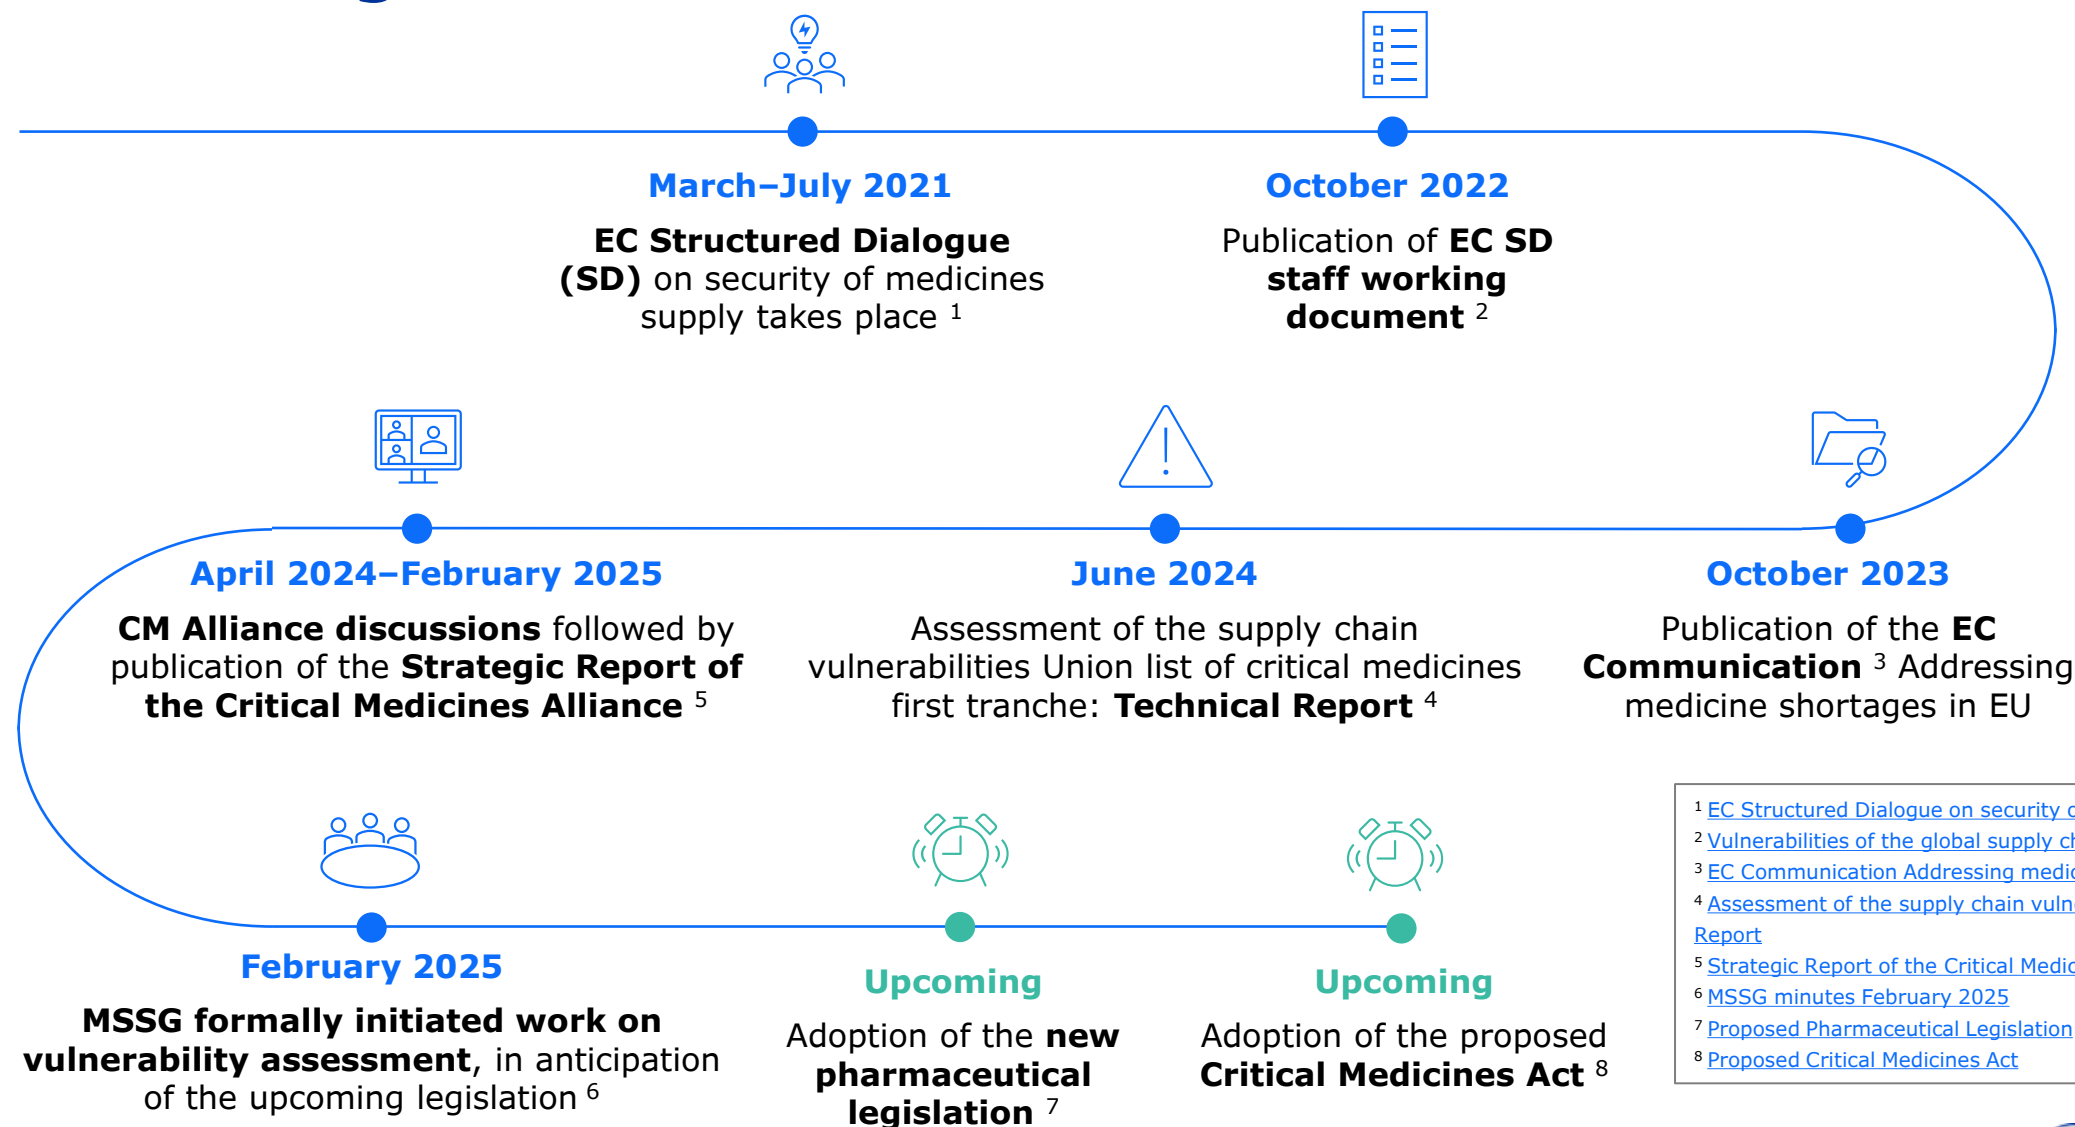 March–July 2021
EC Structured Dialogue
(SD) on security of medicines
supply takes place ¹
October 2022
Publication of EC SD
staff working
document ²
October 2023
Publication of the EC
Communication ³ Addressing
medicine shortages in EU
June 2024
Assessment of the supply chain
vulnerabilities Union list of critical medicines
first tranche: Technical Report ⁴
April 2024–February 2025
CM Alliance discussions followed by
publication of the Strategic Report of
the Critical Medicines Alliance ⁵
February 2025
MSSG formally initiated work on
vulnerability assessment, in anticipation
of the upcoming legislation ⁶
Upcoming
Adoption of the new
pharmaceutical
legislation ⁷
Upcoming
Adoption of the proposed
Critical Medicines Act ⁸
¹ EC Structured Dialogue on security
² Vulnerabilities of the global supply
³ EC Communication Addressing
⁴ Assessment of the supply chain
Report
⁵ Strategic Report of the Critical
⁶ MSSG minutes February 2025
⁷ Proposed Pharmaceutical Legislation
⁸ Proposed Critical Medicines Act